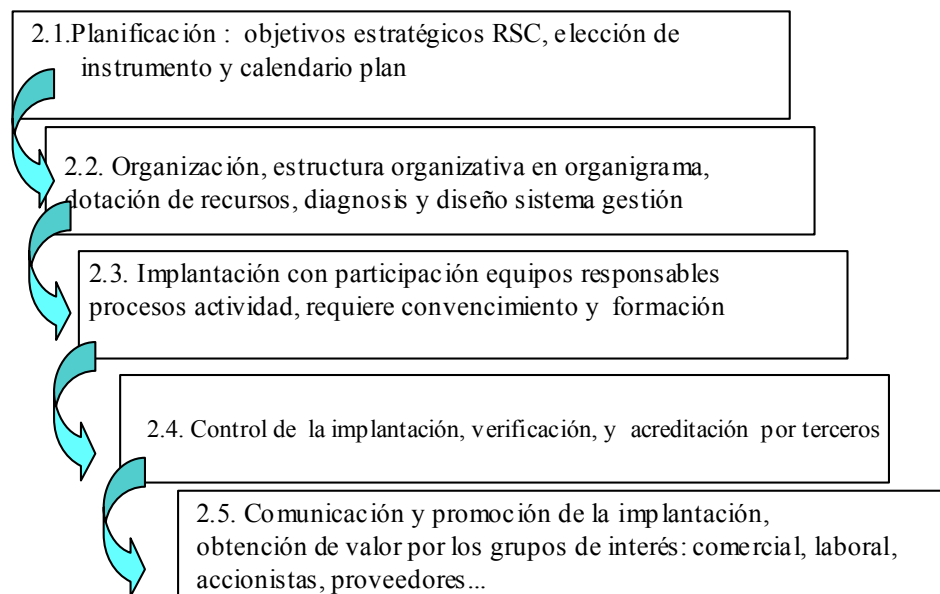 2.1.Planificación : objetivos estratégicos RSC, elección de
instrumento y calendario plan
2.2. Organización, estructura organizativa en organigrama,
dotación de recursos, diagnosis y diseño sistema gestión
2.3. Implantación con participación equipos responsables
procesos actividad, requiere convencimiento y formación
2.4. Control de la implantación, verificación, y acreditación por terceros
2.5. Comunicación y promoción de la implantación,
obtención de valor por los grupos de interés: comercial, laboral,
accionistas, proveedores...